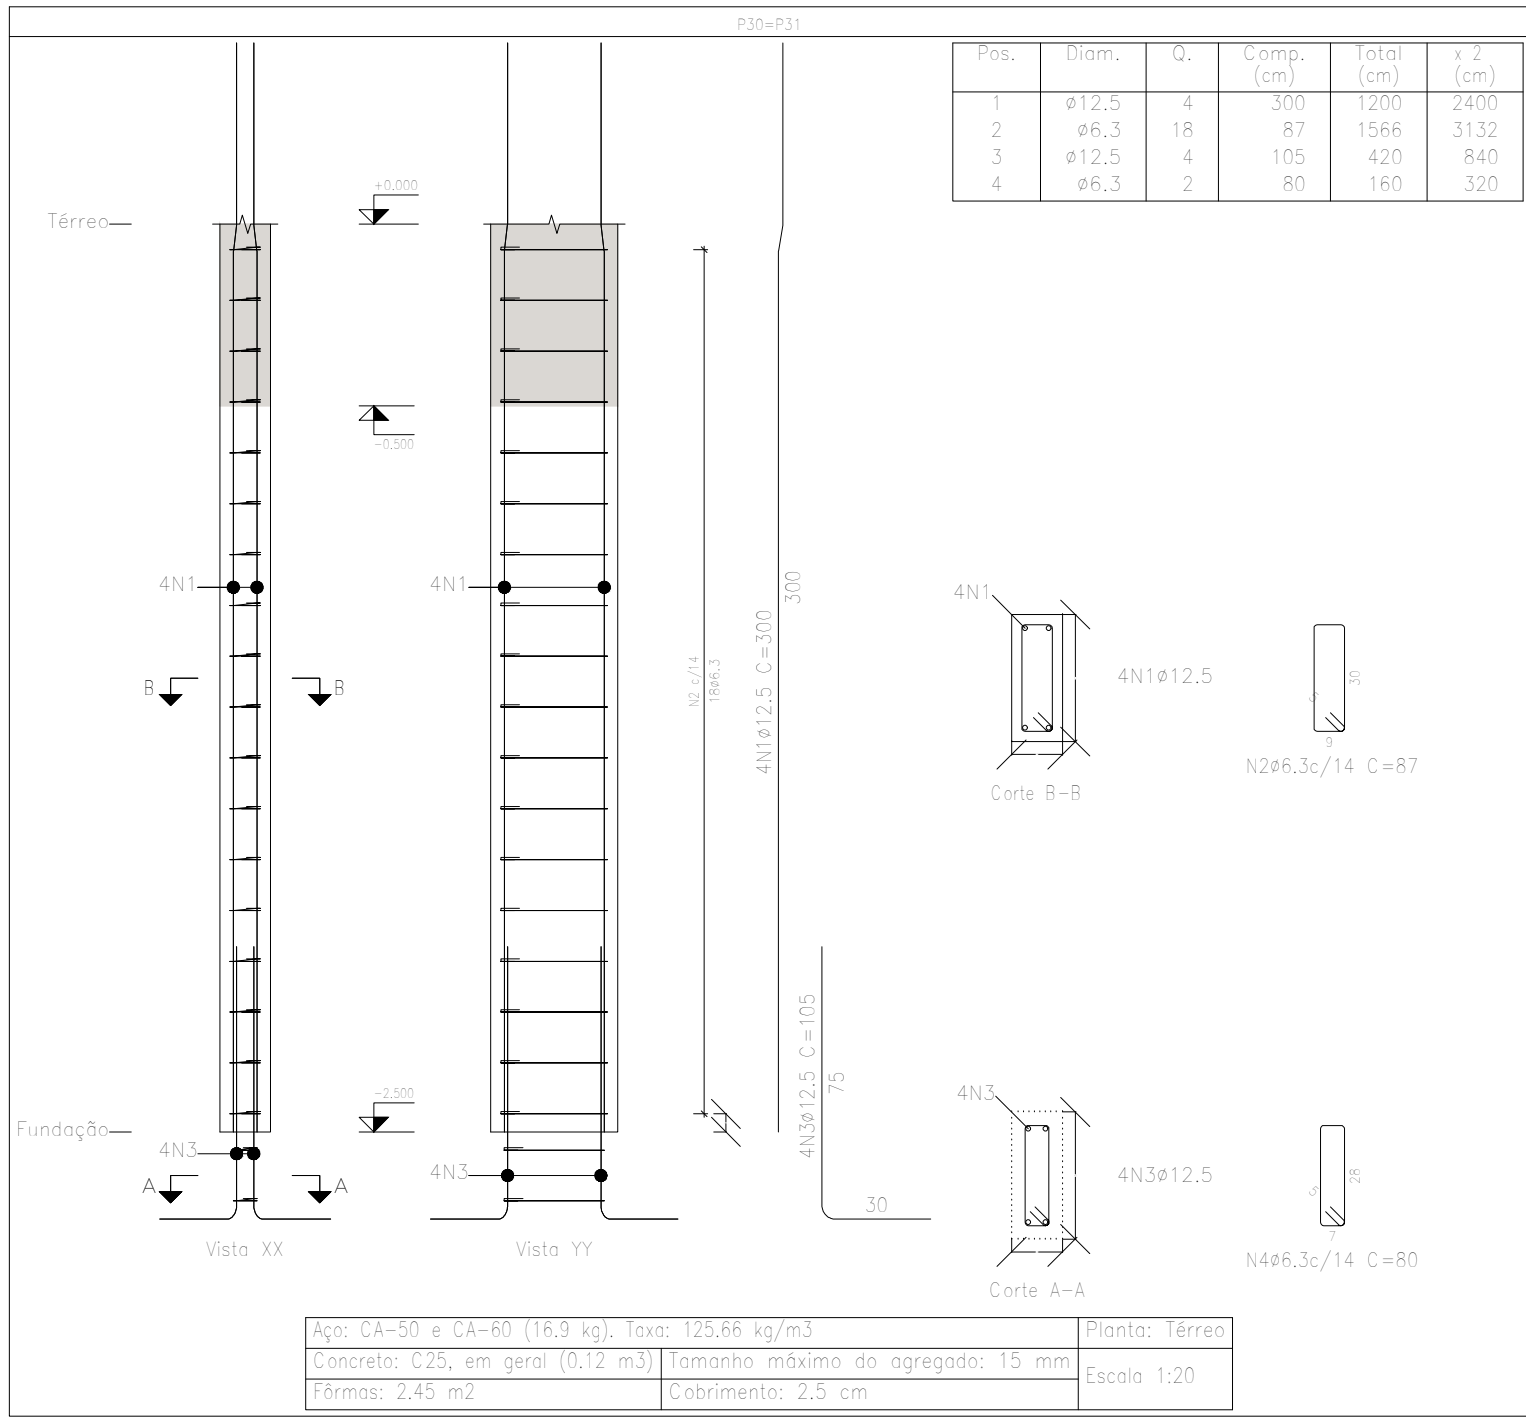 P30=P31
Pos. Diam. Q. Comp. (cm) Total (cm) x 2 (cm)
1 ø12.5 4 300 1200 2400
2 ø6.3 18 87 1566 3132
3 ø12.5 4 105 420 840
4 ø6.3 2 80 160 320
+0.000
Térreo
-0.500
4N1
4N1
B B
N2 c/14
18ø6.3
4N1ø12.5 C=300
300
4N1
4N1ø12.5
Corte B-B
5
30
9
N2ø6.3c/14 C=87
-2.500
Fundação
4N3
4N3
A A
Vista XX
Vista YY
4N3ø12.5 C=105
75
30
4N3
4N3ø12.5
Corte A-A
5
28
7
N4ø6.3c/14 C=80
Aço: CA-50 e CA-60 (16.9 kg). Taxa: 125.66 kg/m3
Planta: Térreo
Concreto: C25, em geral (0.12 m3)
Tamanho máximo do agregado: 15 mm
Escala 1:20
Fôrmas: 2.45 m2
Cobrimento: 2.5 cm